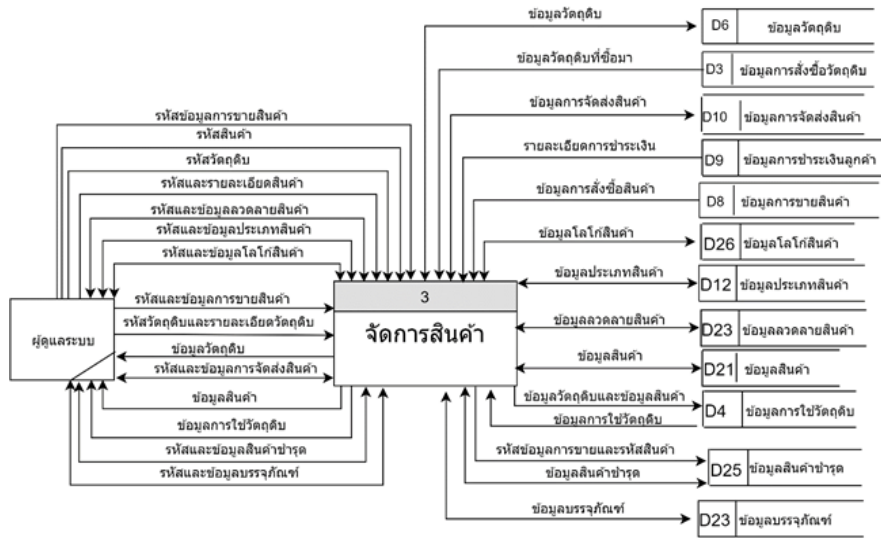 ข้อมูลวัตถุดิบ
D6 ข้อมูลวัตถุดิบ
ข้อมูลวัตถุดิบที่ซื้อมา
D3 ข้อมูลการสั่งซื้อวัตถุดิบ
ข้อมูลการจัดส่งสินค้า
D10 ข้อมูลการจัดส่งสินค้า
รหัสข้อมูลการขายสินค้า
รหัสสินค้า
รายละเอียดการชำระเงิน
D9 ข้อมูลการชำระเงินลูกค้า
รหัสวัตถุดิบ
รหัสและรายละเอียดสินค้า
ข้อมูลการสั่งซื้อสินค้า
D8 ข้อมูลการขายสินค้า
รหัสและข้อมูลลวดลายสินค้า
รหัสและข้อมูลประเภทสินค้า
ข้อมูลโลโก้สินค้า
D26 ข้อมูลโลโก้สินค้า
รหัสและข้อมูลโลโก้สินค้า
ข้อมูลประเภทสินค้า
D12 ข้อมูลประเภทสินค้า
รหัสและข้อมูลการขายสินค้า
3
รหัสวัตถุดิบและรายละเอียดวัตถุดิบ
ผู้ดูแลระบบ
จัดการสินค้า
ข้อมูลลวดลายสินค้า
D23 ข้อมูลลวดลายสินค้า
ข้อมูลวัตถุดิบ
ข้อมูลสินค้า
D21 ข้อมูลสินค้า
รหัสและข้อมูลการจัดส่งสินค้า
ข้อมูลสินค้า
ข้อมูลวัตถุดิบและข้อมูลสินค้า
D4 ข้อมูลการใช้วัตถุดิบ
ข้อมูลการใช้วัตถุดิบ
ข้อมูลการใช้วัตถุดิบ
รหัสและข้อมูลสินค้าชำรุด
รหัสข้อมูลการขายและรหัสสินค้า
D25 ข้อมูลสินค้าชำรุด
ข้อมูลสินค้าชำรุด
รหัสและข้อมูลบรรจุภัณฑ์
ข้อมูลบรรจุภัณฑ์
D23 ข้อมูลบรรจุภัณฑ์